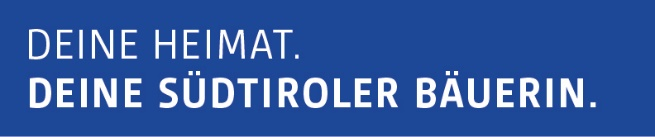 DEINE HEIMAT.
DEINE SÜDTIROLER BÄUERIN.